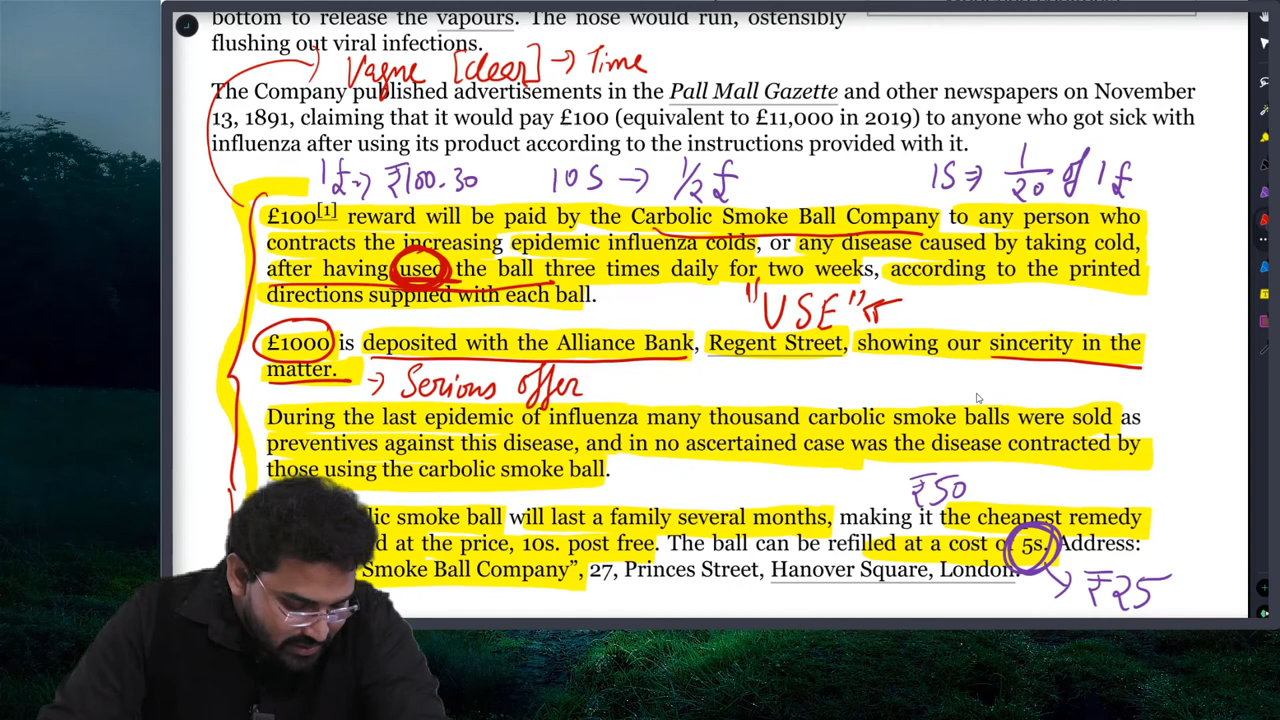 bottom to release the vapours. The nose would run, ostensibly
flushing out viral infections.
Vague [clear] → Time
The Company published advertisements in the Pall Mall Gazette and other newspapers on November
13, 1891, claiming that it would pay £100 (equivalent to £11,000 in 2019) to anyone who got sick with
influenza after using its product according to the instructions provided with it.
1£ → ₹100.30 10S → 1/2 £ 1S → 1/20 of 1£
£100[1] reward will be paid by the Carbolic Smoke Ball Company to any person who
contracts the increasing epidemic influenza colds, or any disease caused by taking cold,
after having used the ball three times daily for two weeks, according to the printed
directions supplied with each ball.
"USE"
£1000 is deposited with the Alliance Bank, Regent Street, showing our sincerity in the
matter.
→ Serious offer
During the last epidemic of influenza many thousand carbolic smoke balls were sold as
preventives against this disease, and in no ascertained case was the disease contracted by
those using the carbolic smoke ball.
₹50
lic smoke ball will last a family several months, making it the cheapest remedy
d at the price, 10s. post free. The ball can be refilled at a cost of 5s. Address:
Smoke Ball Company", 27, Princes Street, Hanover Square, London.
→ ₹25